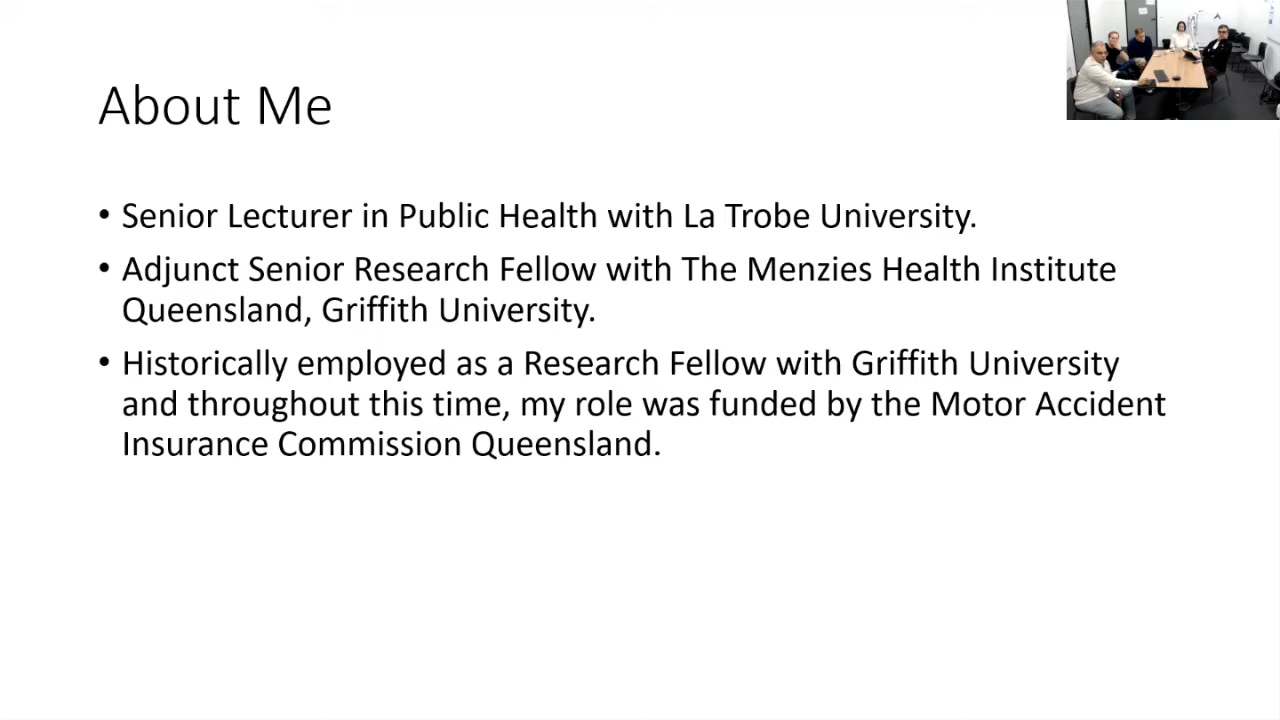 About Me
• Senior Lecturer in Public Health with La Trobe University.
• Adjunct Senior Research Fellow with The Menzies Health Institute
Queensland, Griffith University.
• Historically employed as a Research Fellow with Griffith University
and throughout this time, my role was funded by the Motor Accident
Insurance Commission Queensland.